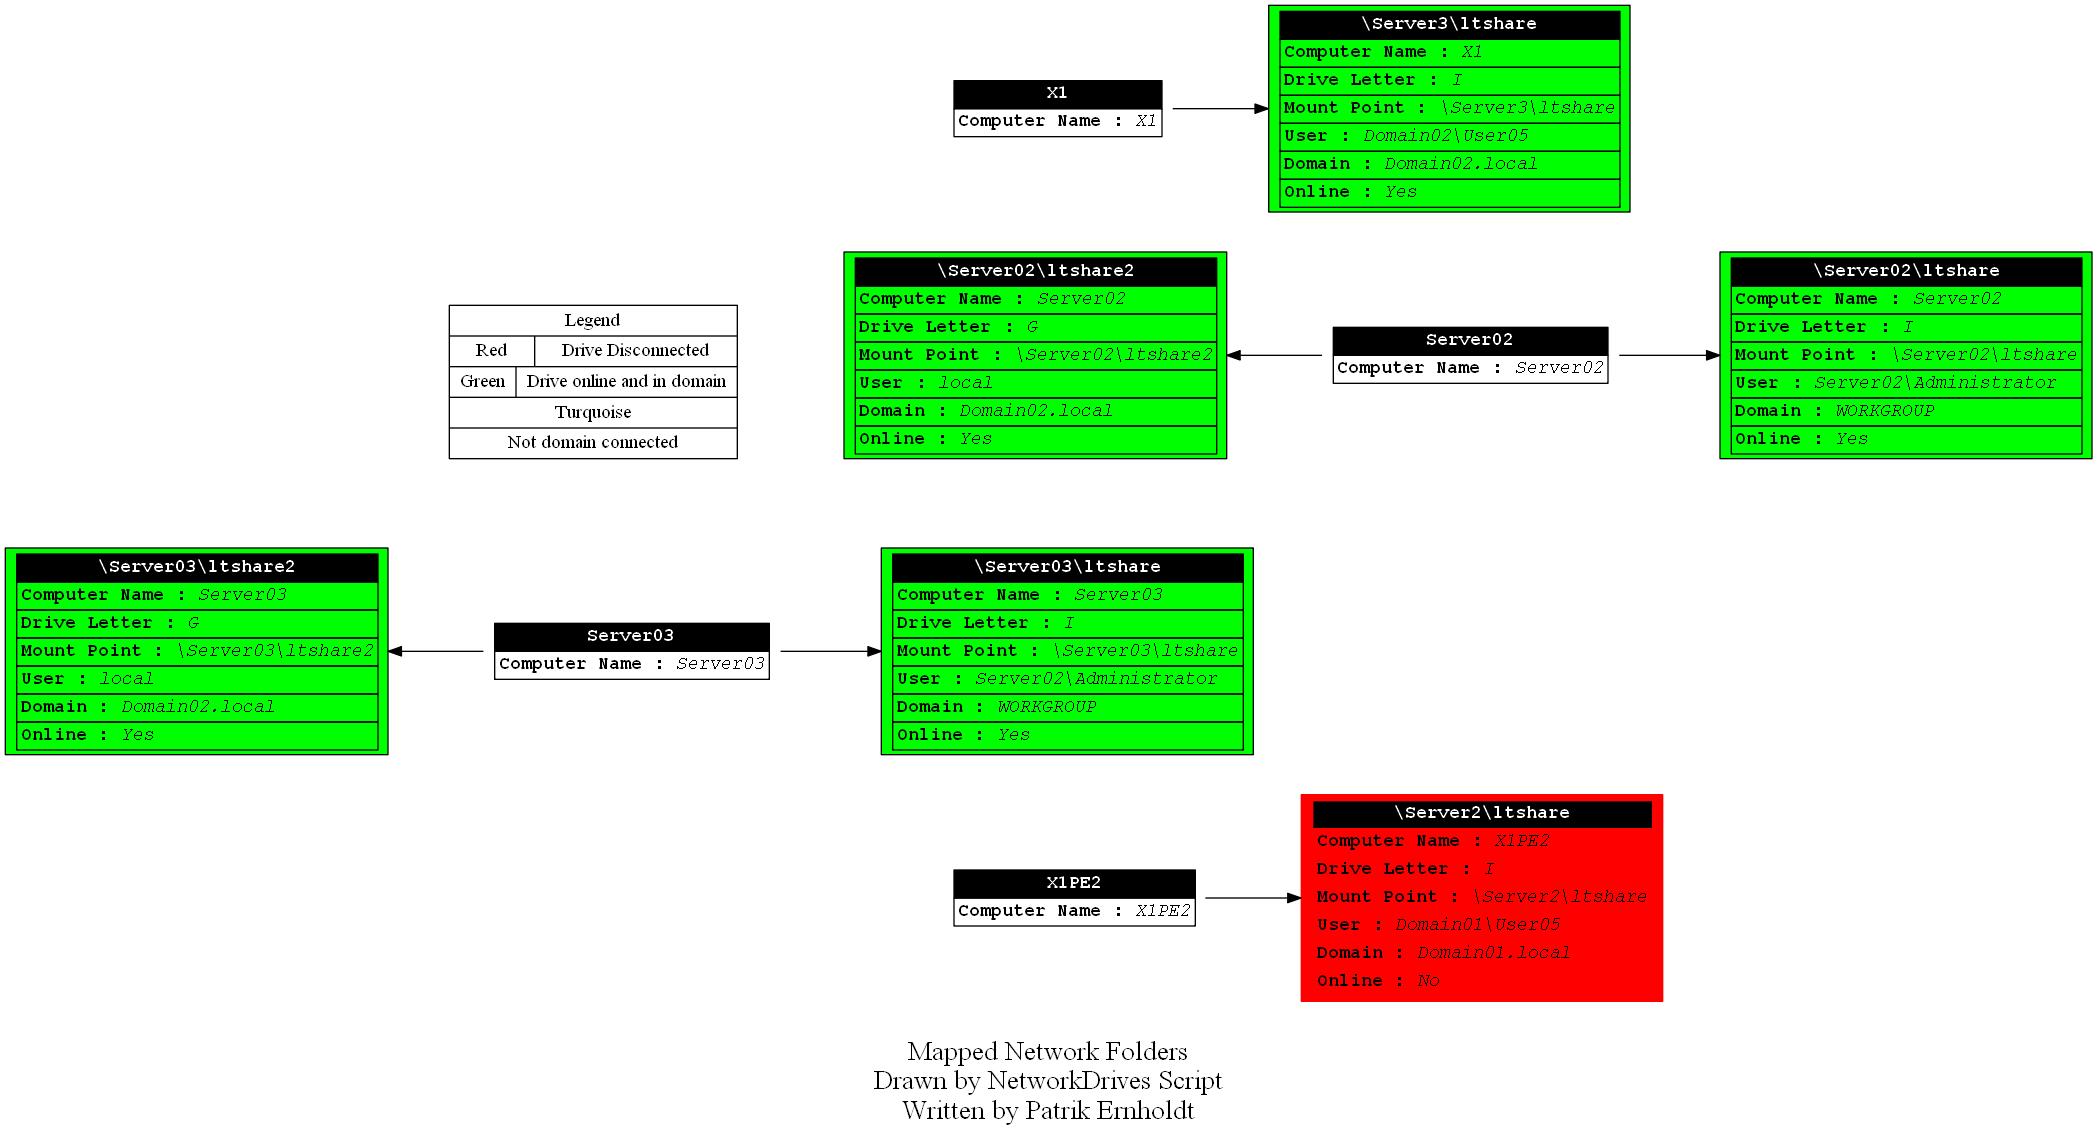 \Server3\ltshare
Computer Name : X1
Drive Letter : I
Mount Point : \Server3\ltshare
User : Domain02\User05
Domain : Domain02.local
Online : Yes
X1
Computer Name : X1
\Server02\ltshare2
Computer Name : Server02
Drive Letter : G
Mount Point : \Server02\ltshare2
User : local
Domain : Domain02.local
Online : Yes
Server02
Computer Name : Server02
\Server02\ltshare
Computer Name : Server02
Drive Letter : I
Mount Point : \Server02\ltshare
User : Server02\Administrator
Domain : WORKGROUP
Online : Yes
Legend
Red Drive Disconnected
Green Drive online and in domain
Turquoise
Not domain connected
\Server03\ltshare2
Computer Name : Server03
Drive Letter : G
Mount Point : \Server03\ltshare2
User : local
Domain : Domain02.local
Online : Yes
Server03
Computer Name : Server03
\Server03\ltshare
Computer Name : Server03
Drive Letter : I
Mount Point : \Server03\ltshare
User : Server02\Administrator
Domain : WORKGROUP
Online : Yes
X1PE2
Computer Name : X1PE2
\Server2\ltshare
Computer Name : X1PE2
Drive Letter : I
Mount Point : \Server2\ltshare
User : Domain01\User05
Domain : Domain01.local
Online : No
Mapped Network Folders
Drawn by NetworkDrives Script
Written by Patrik Ernholdt